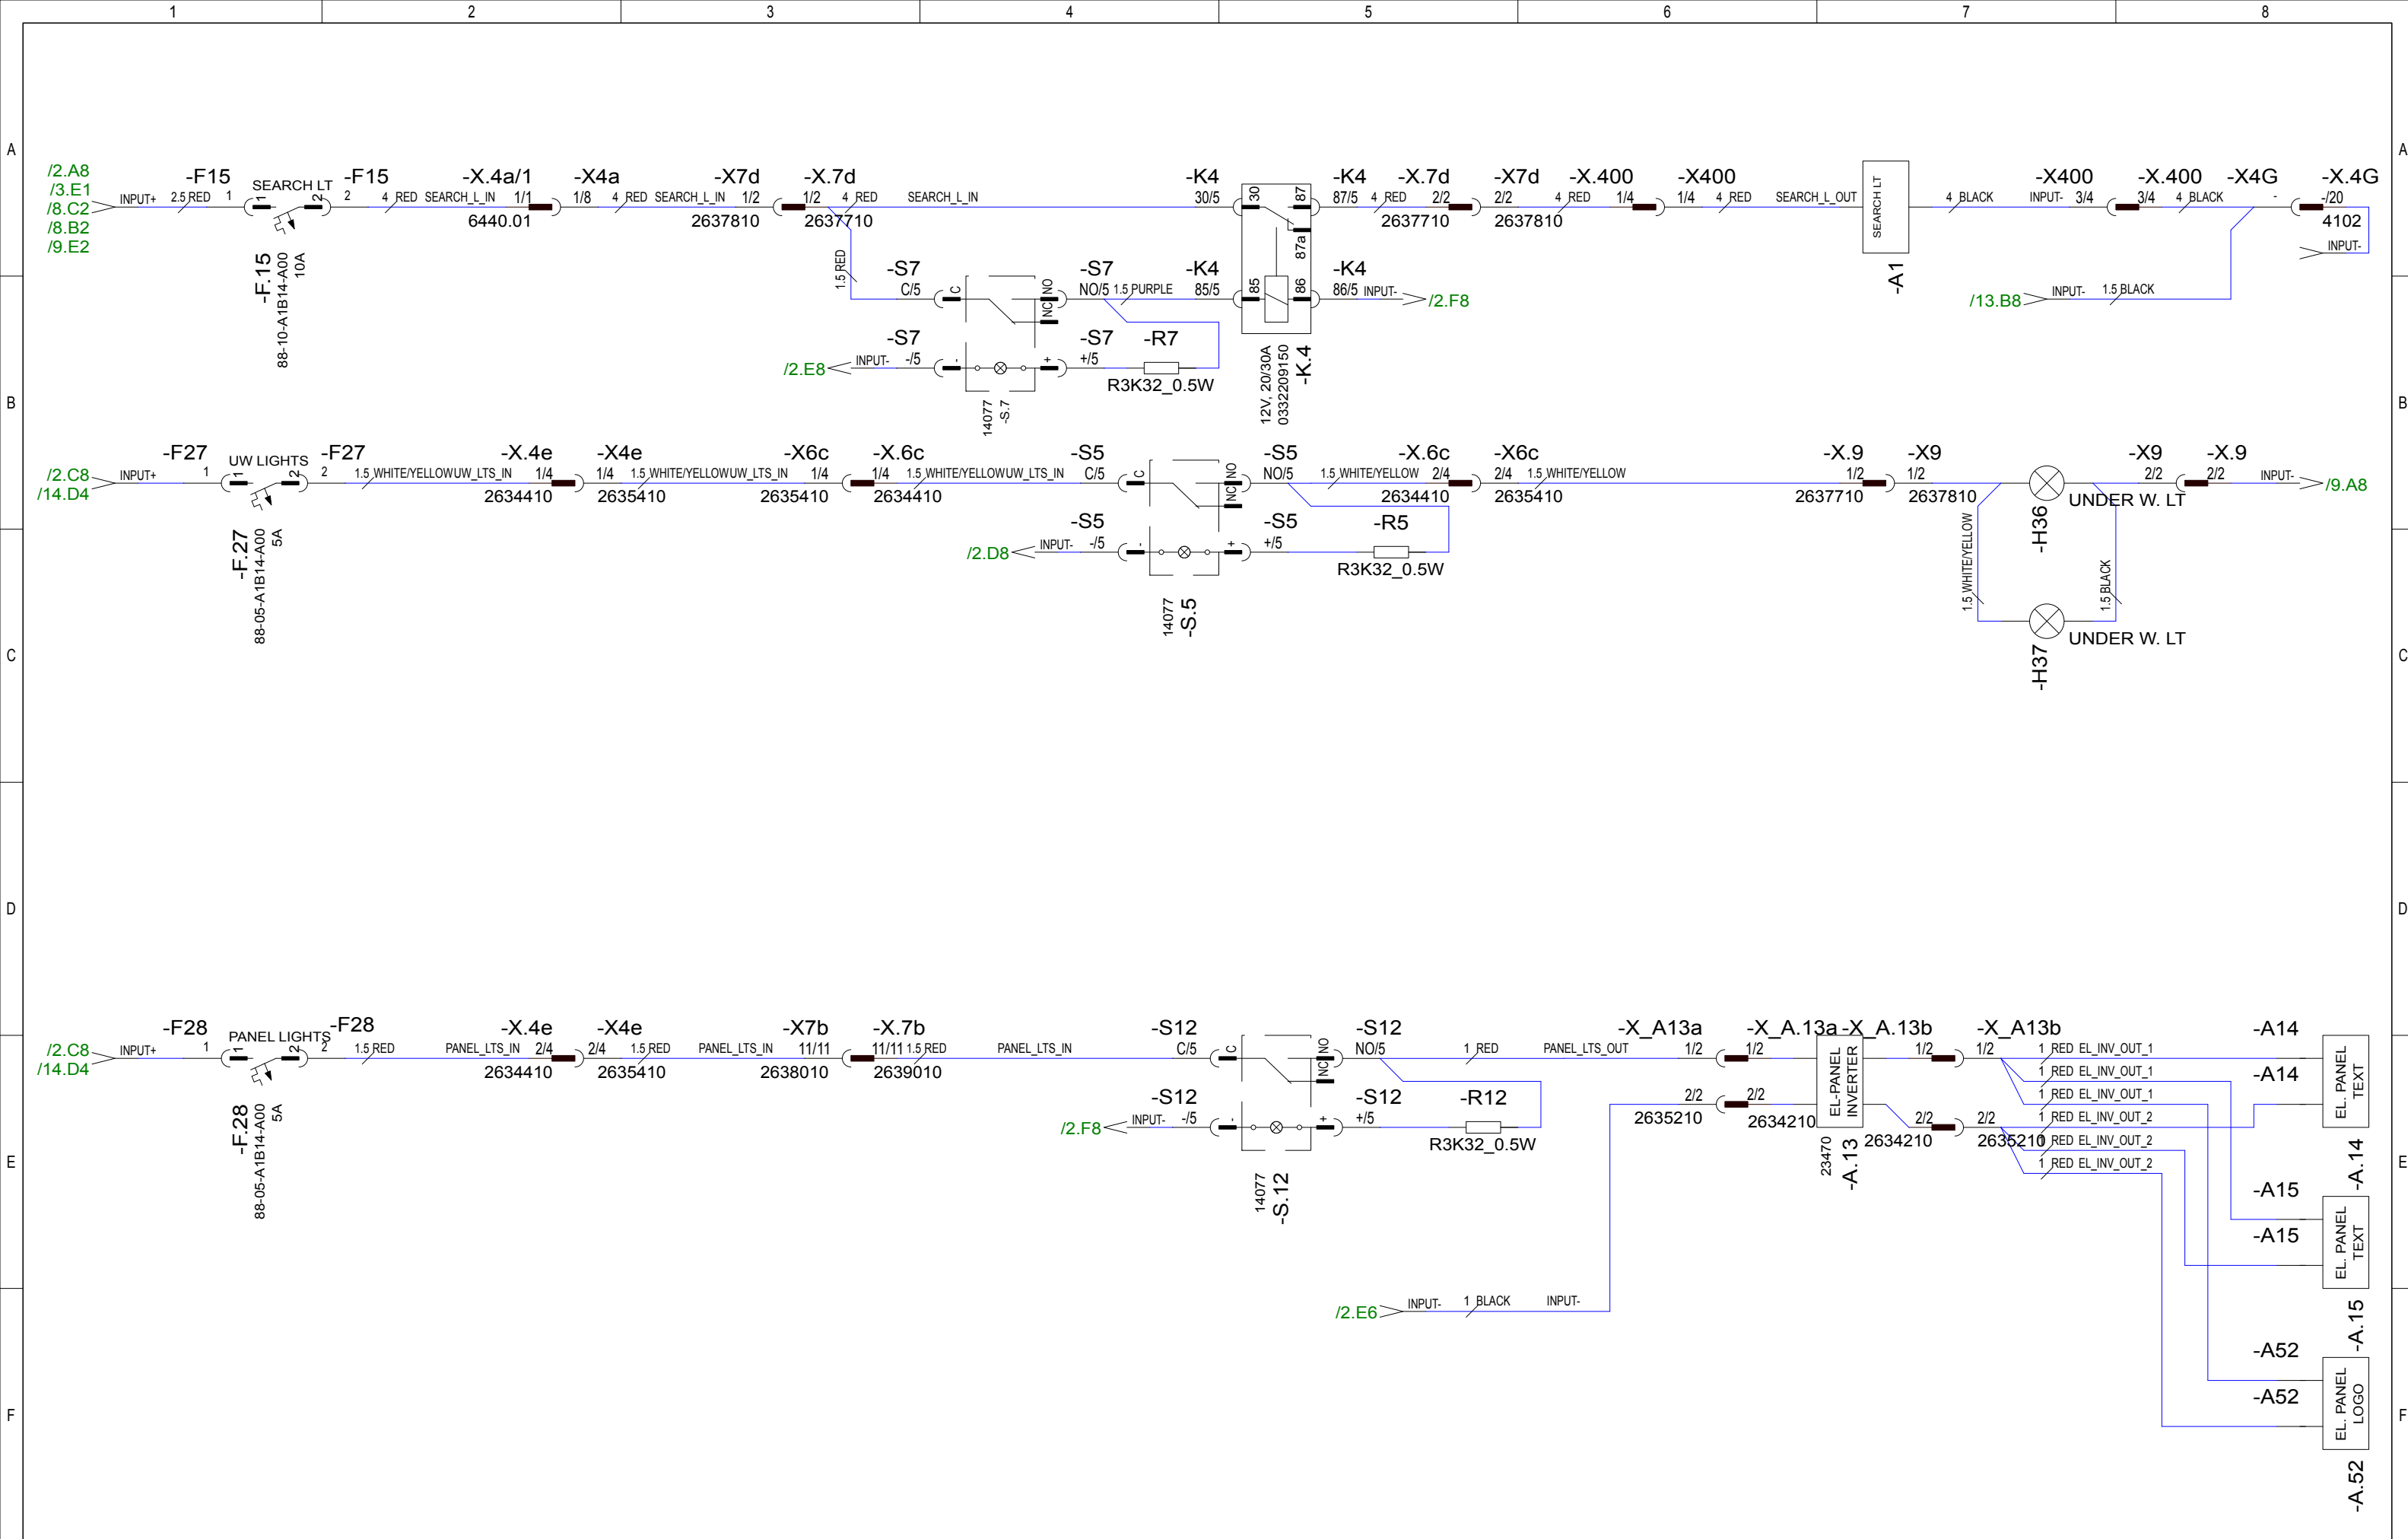 1 2 3 4 5 6 7 8
A A
/2.A8
/3.E1
/8.C2
/8.B2
/9.E2
-F15 SEARCH LT -F15 -X.4a/1 -X4a -X7d -X.7d -K4 -K4 -X.7d -X7d -X.400 -X400 -X400 -X.400 -X4G -X.4G
INPUT+ 2.5 RED 1 1 2 2 4 RED SEARCH_L_IN 1/1 1/8 4 RED SEARCH_L_IN 1/2 1/2 4 RED SEARCH_L_IN 30/5 30 87 87/5 4 RED 2/2 2/2 4 RED 1/4 1/4 4 RED SEARCH_L_OUT SEARCH LT 4 BLACK INPUT- 3/4 3/4 4 BLACK - -/20
6440.01 2637810 2637710 87a 2637710 2637810 4102
INPUT-
-F.15
88-10-A1B14-A00
10A
1.5 RED
-S7 -S7 -K4 -K4
C/5 C NO NC NO/5 1.5 PURPLE 85/5 85 86 86/5 INPUT- /2.F8
-A1
/13.B8 INPUT- 1.5 BLACK
-S7 -S7 -R7
/2.E8 INPUT- -/5 - + +/5
R3K32_0.5W
14077
-S.7
12V, 20/30A
0332209150
-K.4
B B
-F27 UW LIGHTS -F27 -X.4e -X4e -X6c -X.6c -S5 -S5 -X.6c -X6c -X.9 -X9 -X9 -X.9
/2.C8
/14.D4
INPUT+ 1 1 2 2 1.5 WHITE/YELLOW UW_LTS_IN 1/4 1/4 1.5 WHITE/YELLOW UW_LTS_IN 1/4 1/4 1.5 WHITE/YELLOW UW_LTS_IN C/5 C NO NC NO/5 1.5 WHITE/YELLOW 2/4 2/4 1.5 WHITE/YELLOW 1/2 1/2 2/2 2/2 INPUT- /9.A8
2634410 2635410 2635410 2634410 2634410 2635410 2637710 2637810 UNDER W. LT
-H36
-F.27
88-05-A1B14-A00
5A
-S5 -S5 -R5
/2.D8 INPUT- -/5 - + +/5
R3K32_0.5W
14077
-S.5
1.5 WHITE/YELLOW
1.5 BLACK
UNDER W. LT
-H37
C C
D D
-F28 PANEL LIGHTS -F28 -X.4e -X4e -X7b -X.7b -S12 -S12 -X_A13a -X_A.13a -X_A.13b -X_A13b -A14
/2.C8
/14.D4
INPUT+ 1 1 2 2 1.5 RED PANEL_LTS_IN 2/4 2/4 1.5 RED PANEL_LTS_IN 11/11 11/11 1.5 RED PANEL_LTS_IN C/5 C NO NC NO/5 1 RED PANEL_LTS_OUT 1/2 1/2 EL-PANEL INVERTER 1/2 1/2 1 RED EL_INV_OUT_1
2634410 2635410 2638010 2639010
1 RED EL_INV_OUT_1 -A14
1 RED EL_INV_OUT_1
EL. PANEL
TEXT
-F.28
88-05-A1B14-A00
5A
-S12 -S12 -R12 2/2 2/2 2/2 2/2 1 RED EL_INV_OUT_2
/2.F8 INPUT- -/5 - + +/5 2635210 2634210 2634210 2635210 1 RED EL_INV_OUT_2
R3K32_0.5W
1 RED EL_INV_OUT_2
14077
-S.12
23470
-A.13
-A.14
E E
-A15
-A15
EL. PANEL
TEXT
-A.15
/2.E6 INPUT- 1 BLACK INPUT-
-A52
-A52
EL. PANEL
LOGO
-A.52
F F